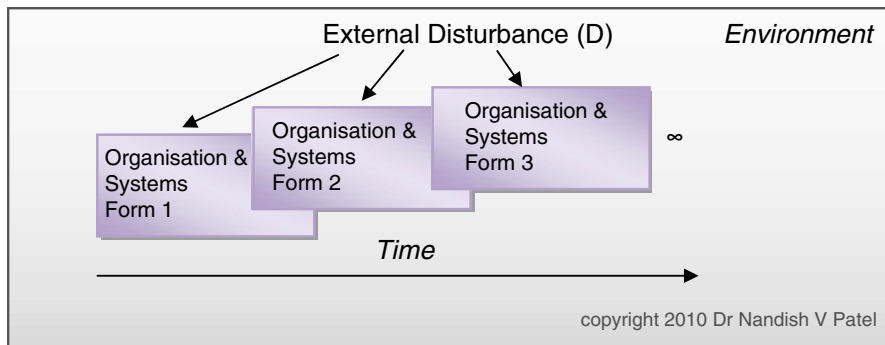 External Disturbance (D)
Environment
Organisation &
Systems
Form 1
Organisation &
Systems
Form 2
Organisation &
Systems
Form 3
∞
Time
copyright 2010 Dr Nandish V Patel